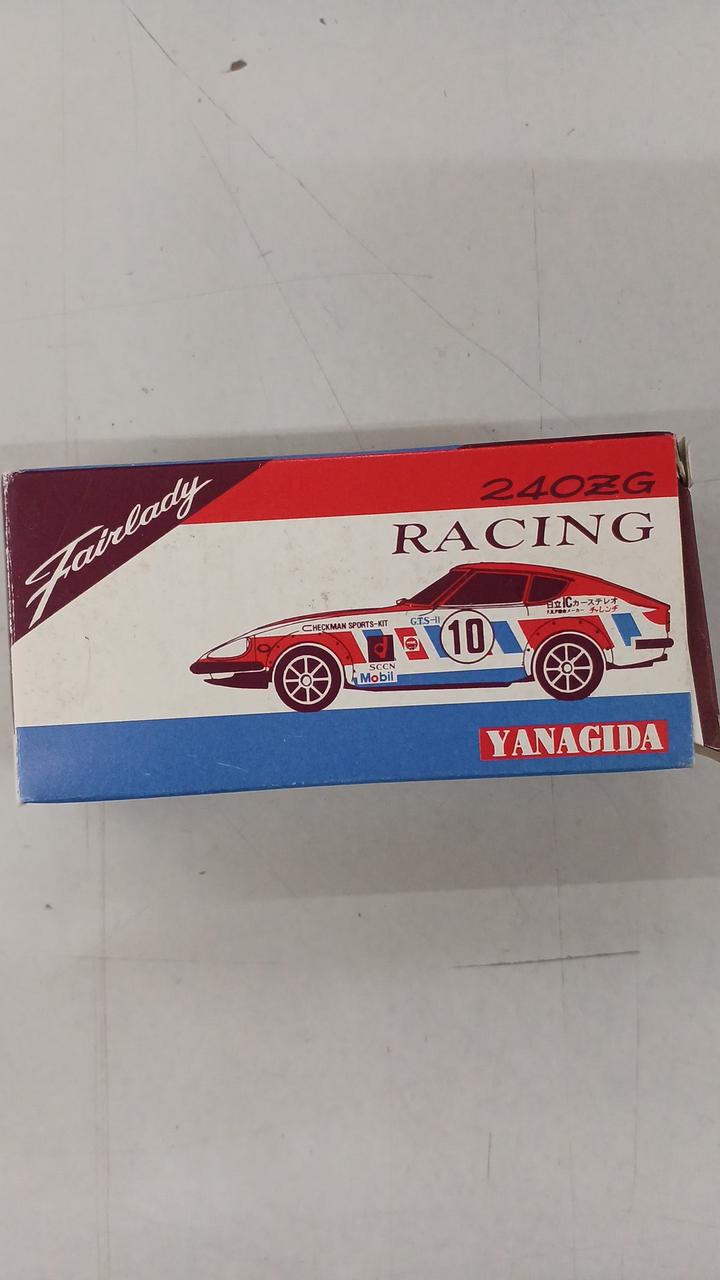 Fairlady
240ZG
RACING
日立ICカーステレオ
チャレンヂ
CHECKMAN SPORTS-KIT
G.T.S-II
10
d
SCCN
Mobil
YANAGIDA